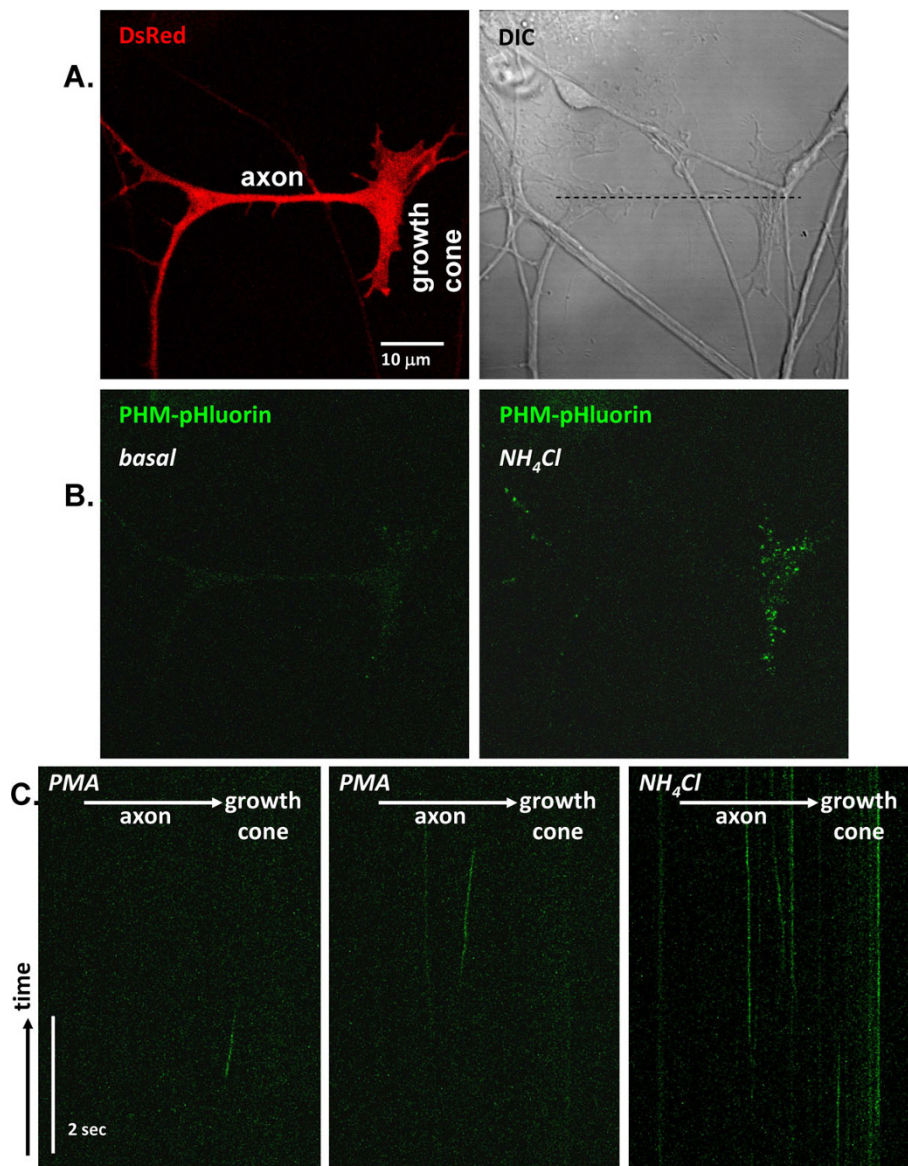 A.
DsRed
DIC
axon
growth
cone
10 μm
B.
PHM-pHluorin
basal
PHM-pHluorin
NH₄Cl
C.
PMA
axon
growth
cone
PMA
axon
growth
cone
NH₄Cl
axon
growth
cone
time
2 sec